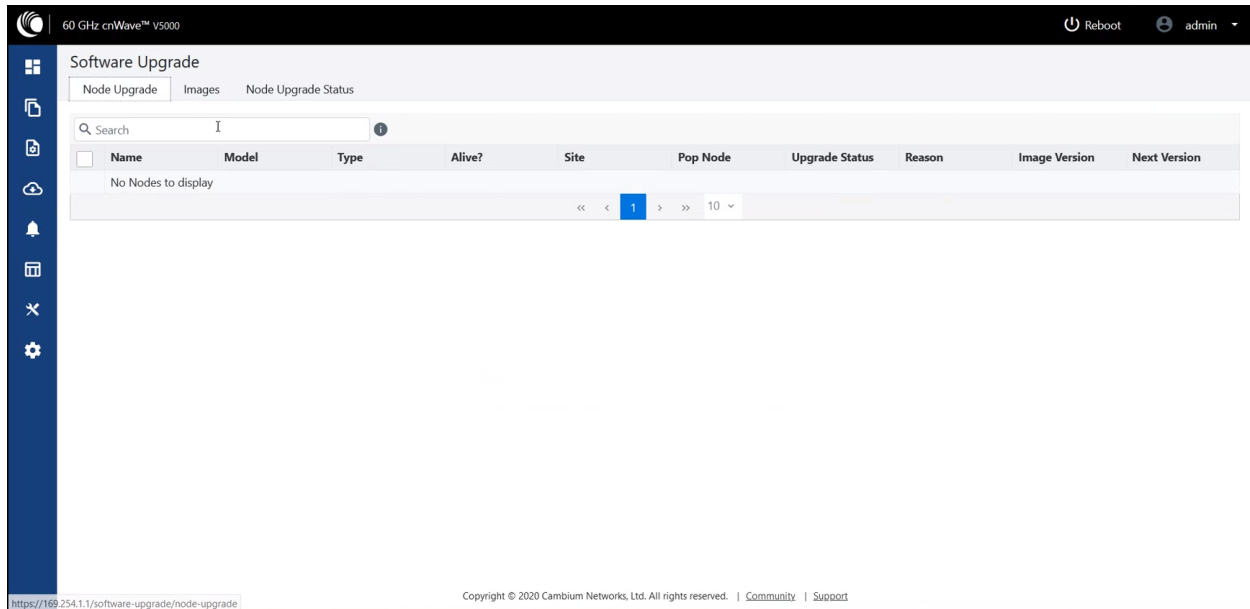 60 GHz cnWave™ V5000
Reboot
admin
Software Upgrade
Node Upgrade Images Node Upgrade Status
Search
Name Model Type Alive? Site Pop Node Upgrade Status Reason Image Version Next Version
No Nodes to display
« ‹ 1 › » 10
Copyright © 2020 Cambium Networks, Ltd. All rights reserved. | Community | Support
https://169.254.1.1/software-upgrade/node-upgrade